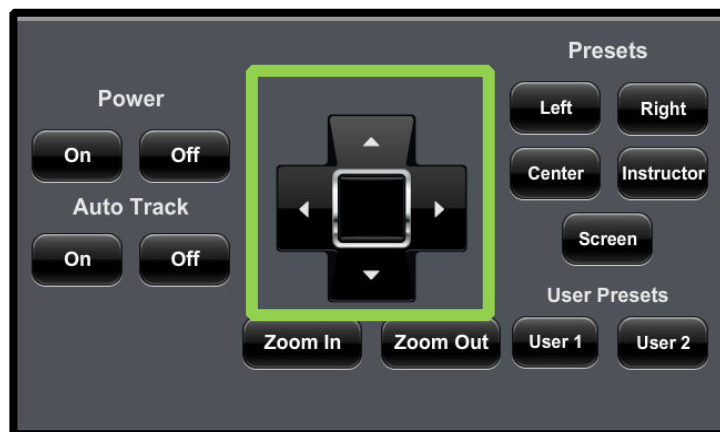 Power
On Off
Auto Track
On Off
Zoom In Zoom Out
Presets
Left Right
Center Instructor
Screen
User Presets
User 1 User 2